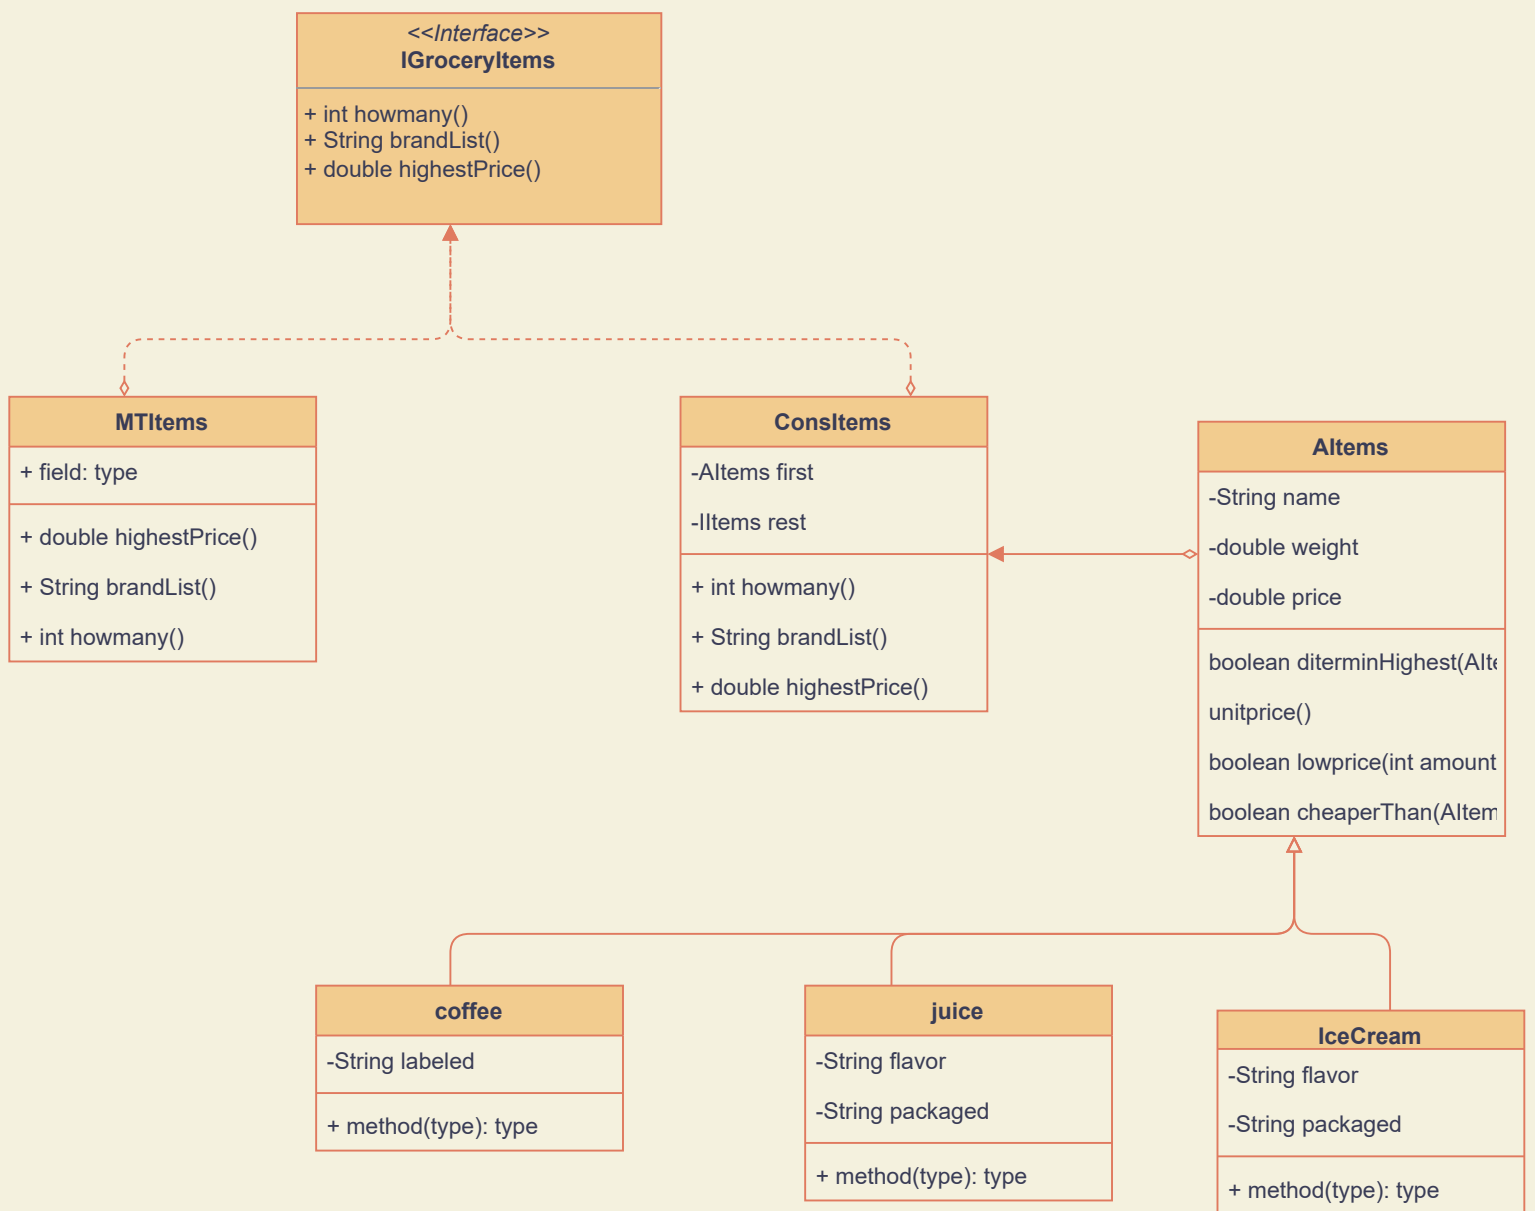 <<Interface>>
IGroceryItems
+ int howmany()
+ String brandList()
+ double highestPrice()
MTItems
+ field: type
+ double highestPrice()
+ String brandList()
+ int howmany()
ConsItems
-AItems first
-IItems rest
+ int howmany()
+ String brandList()
+ double highestPrice()
AItems
-String name
-double weight
-double price
boolean diterminHighest(AIte
unitprice()
boolean lowprice(int amount
boolean cheaperThan(AItem
coffee
-String labeled
+ method(type): type
juice
-String flavor
-String packaged
+ method(type): type
IceCream
-String flavor
-String packaged
+ method(type): type